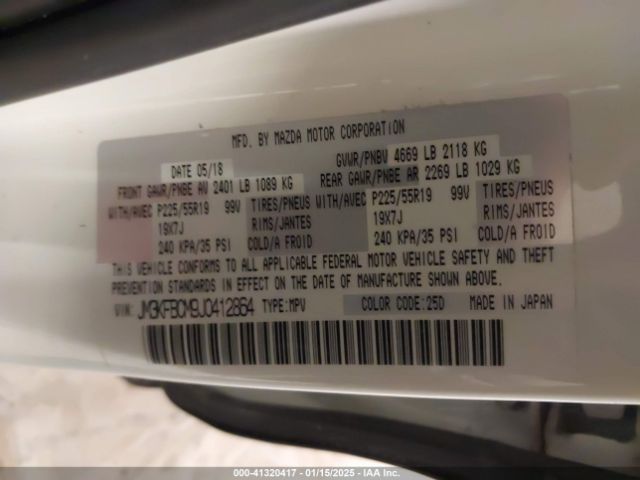 MFD. BY MAZDA MOTOR CORPORATION
DATE 05/18 GVWR/PNBV 4669 LB 2118 KG
FRONT GAWR/PNBE AV 2401 LB 1089 KG REAR GAWR/PNBE AR 2269 LB 1029 KG
WITH/AVEC P225/55R19 99V TIRES/PNEUS WITH/AVEC P225/55R19 99V TIRES/PNEUS
19X7J RIMS/JANTES 19X7J RIMS/JANTES
240 KPA/35 PSI COLD/A FROID 240 KPA/35 PSI COLD/A FROID
THIS VEHICLE CONFORMS TO ALL APPLICABLE FEDERAL MOTOR VEHICLE SAFETY AND THEFT
PREVENTION STANDARDS IN EFFECT ON THE DATE OF MANUFACTURE SHOWN ABOVE.
VIN: JM3KFBCM9J0412864 TYPE:MPV COLOR CODE:25D MADE IN JAPAN
000-41320417 - 01/15/2025 - IAA Inc.